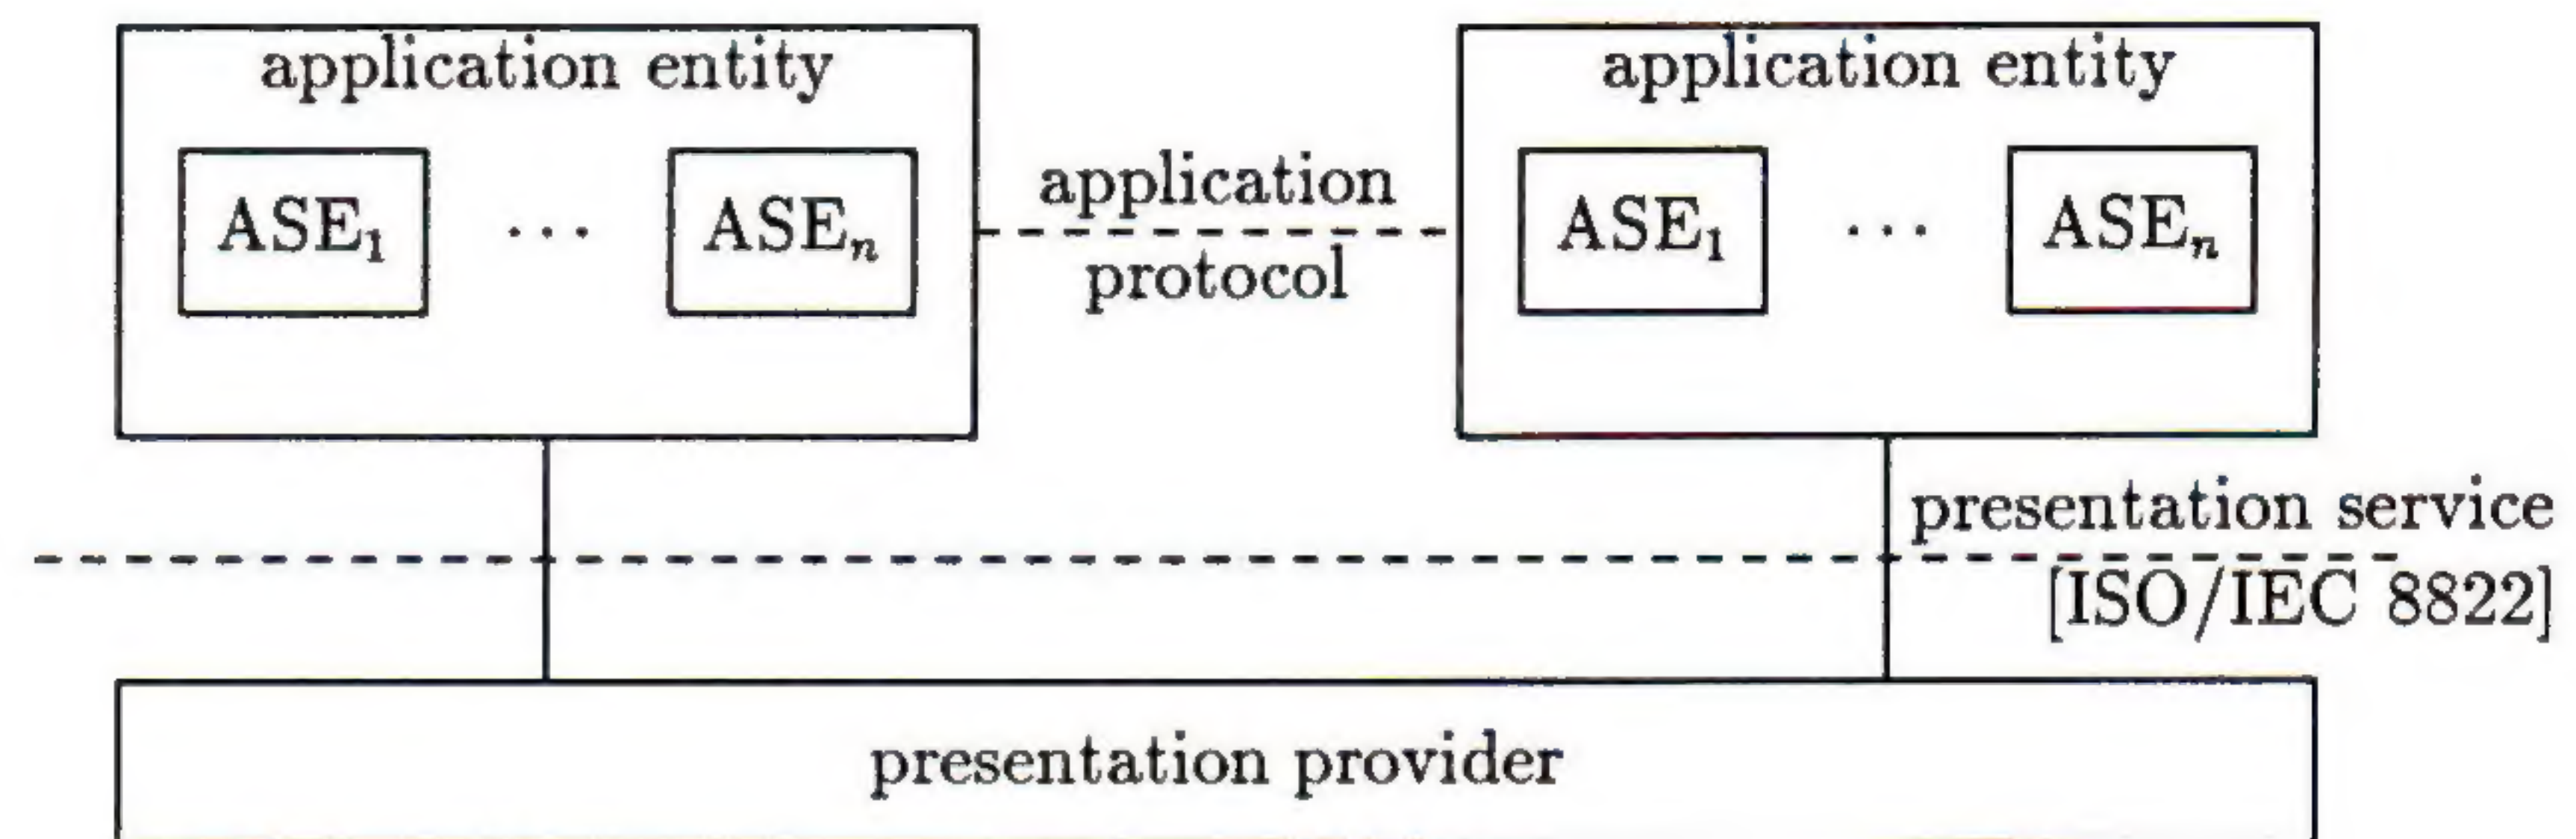 application entity
ASE₁ ··· ASEₙ
application
protocol
application entity
ASE₁ ··· ASEₙ
presentation service
[ISO/IEC 8822]
presentation provider